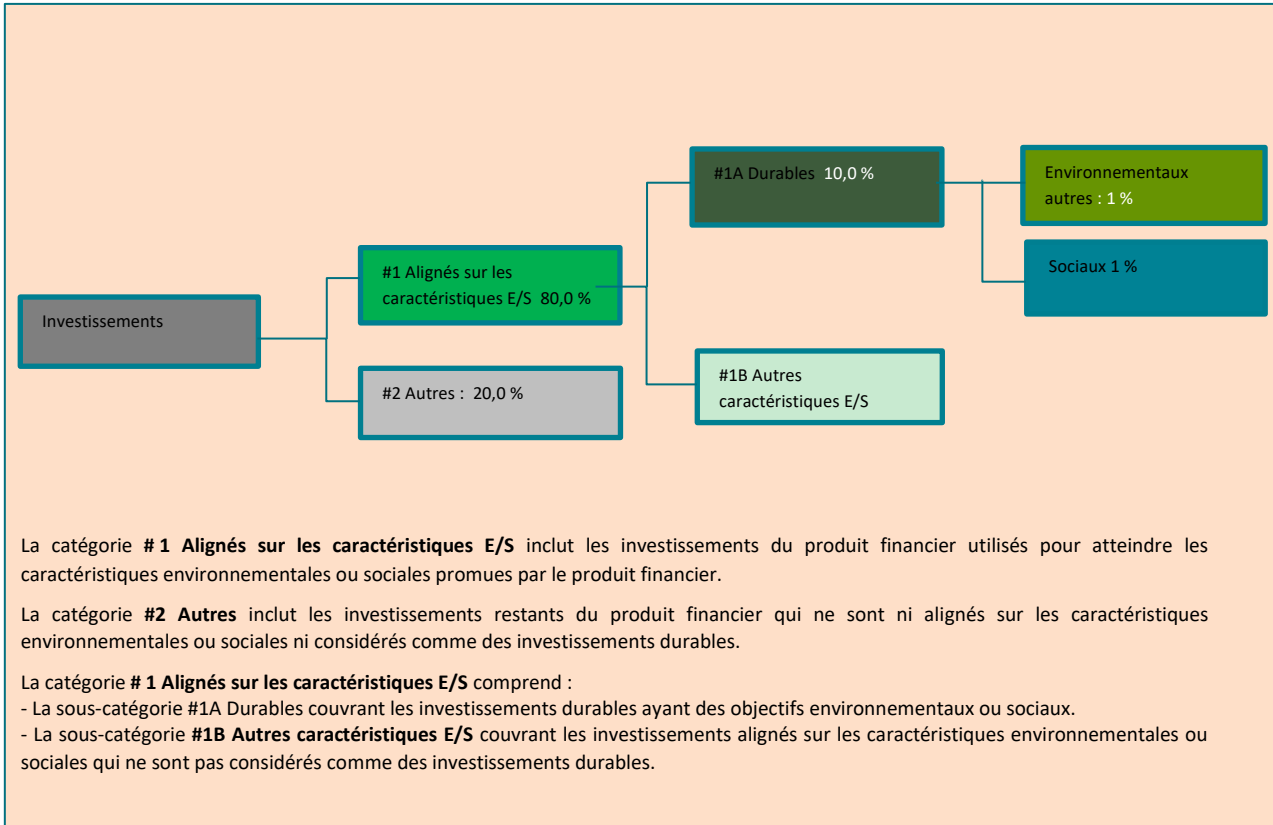 #1A Durables 10,0 %
Environnementaux
autres : 1 %
#1 Alignés sur les
caractéristiques E/S 80,0 %
Sociaux 1 %
Investissements
#2 Autres : 20,0 %
#1B Autres
caractéristiques E/S
La catégorie # 1 Alignés sur les caractéristiques E/S inclut les investissements du produit financier utilisés pour atteindre les
caractéristiques environnementales ou sociales promues par le produit financier.
La catégorie #2 Autres inclut les investissements restants du produit financier qui ne sont ni alignés sur les caractéristiques
environnementales ou sociales ni considérés comme des investissements durables.
La catégorie # 1 Alignés sur les caractéristiques E/S comprend :
- La sous-catégorie #1A Durables couvrant les investissements durables ayant des objectifs environnementaux ou sociaux.
- La sous-catégorie #1B Autres caractéristiques E/S couvrant les investissements alignés sur les caractéristiques environnementales ou
sociales qui ne sont pas considérés comme des investissements durables.